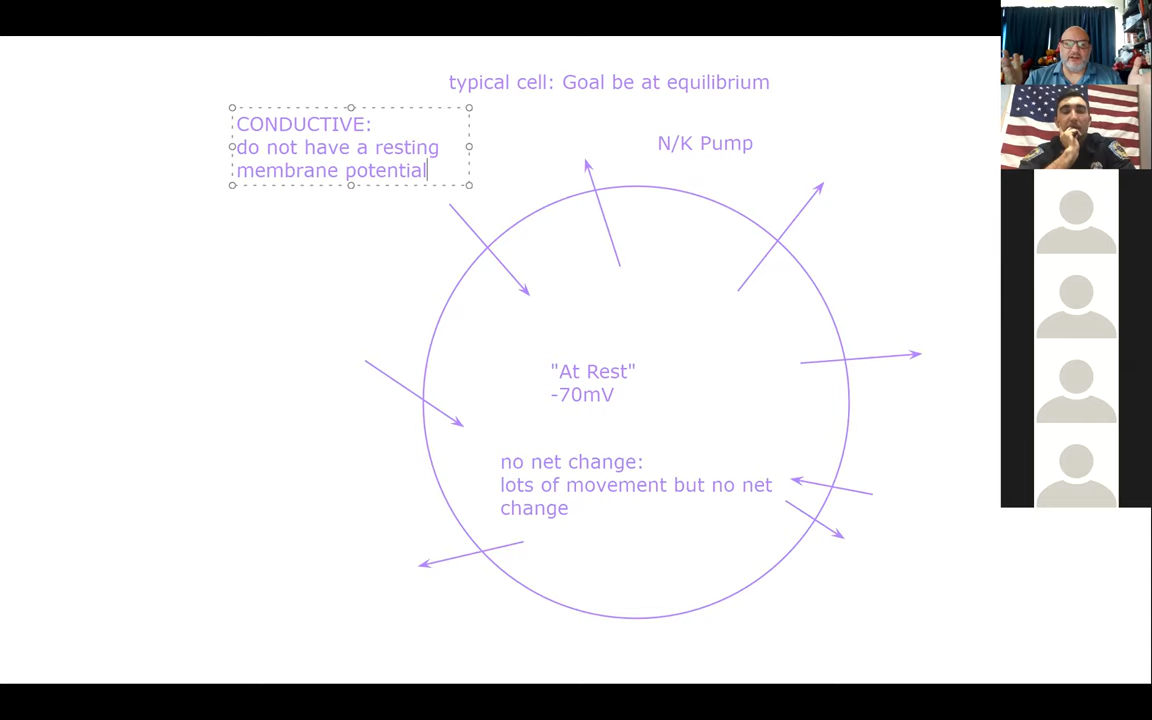 typical cell: Goal be at equilibrium
CONDUCTIVE:
do not have a resting
membrane potential
N/K Pump
"At Rest"
-70mV
no net change:
lots of movement but no net
change